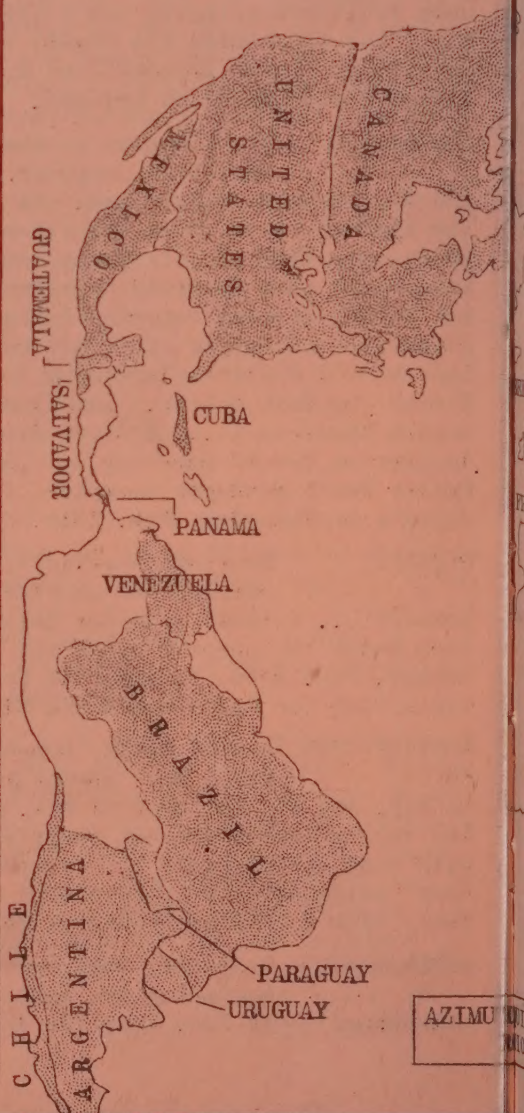 CANADA
UNITED
STATES
MEXICO
GUATEMALA
SALVADOR
CUBA
PANAMA
VENEZUELA
BRAZIL
CHILE
ARGENTINA
PARAGUAY
URUGUAY
AZIMU